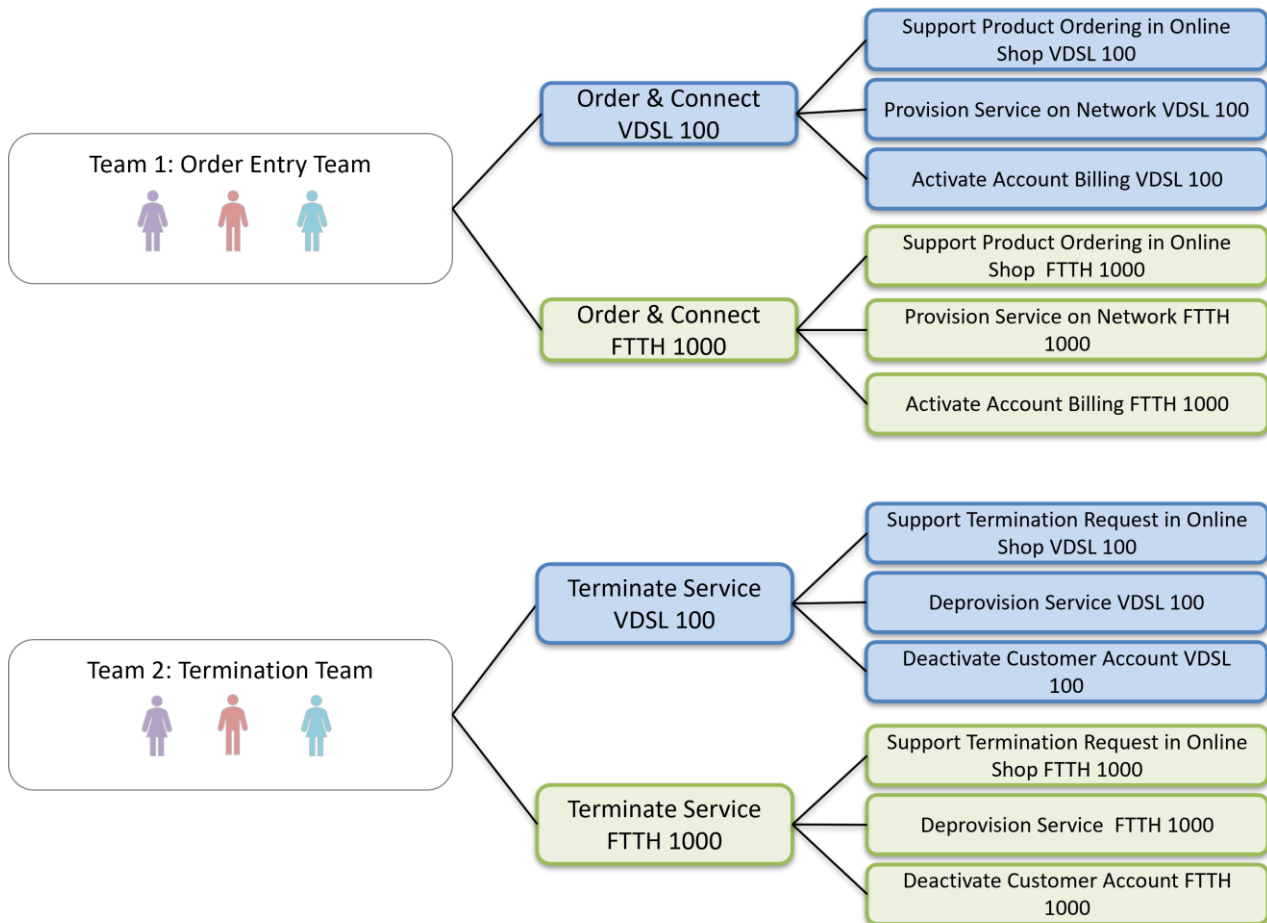 Team 1: Order Entry Team
Order & Connect
VDSL 100
Support Product Ordering in Online
Shop VDSL 100
Provision Service on Network VDSL 100
Activate Account Billing VDSL 100
Order & Connect
FTTH 1000
Support Product Ordering in Online
Shop  FTTH 1000
Provision Service on Network FTTH
1000
Activate Account Billing FTTH 1000
Team 2: Termination Team
Terminate Service
VDSL 100
Support Termination Request in Online
Shop VDSL 100
Deprovision Service VDSL 100
Deactivate Customer Account VDSL
100
Terminate Service
FTTH 1000
Support Termination Request in Online
Shop FTTH 1000
Deprovision Service  FTTH 1000
Deactivate Customer Account FTTH
1000